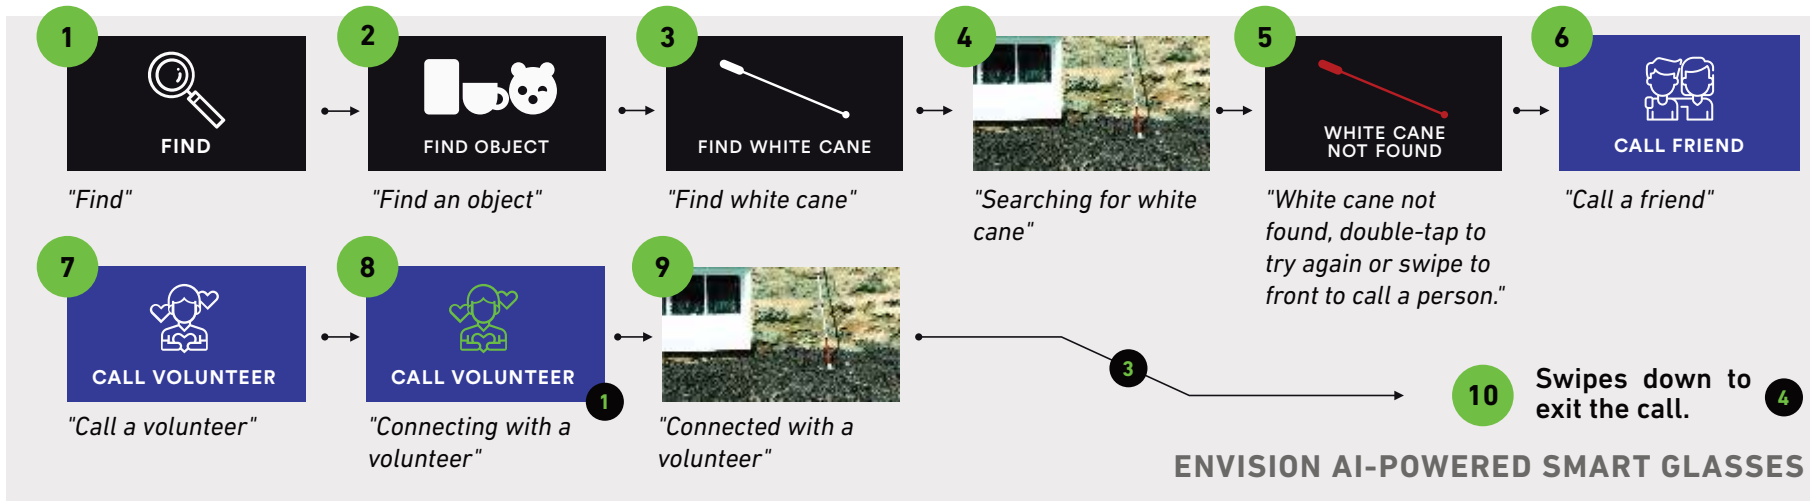 1
FIND
"Find"
2
FIND OBJECT
"Find an object"
3
FIND WHITE CANE
"Find white cane"
4
"Searching for white
cane"
5
WHITE CANE
NOT FOUND
"White cane not
found, double-tap to
try again or swipe to
front to call a person."
6
CALL FRIEND
"Call a friend"
7
CALL VOLUNTEER
"Call a volunteer"
8
CALL VOLUNTEER
1
"Connecting with a
volunteer"
9
"Connected with a
volunteer"
3
10
Swipes down to
exit the call.
4
ENVISION AI-POWERED SMART GLASSES